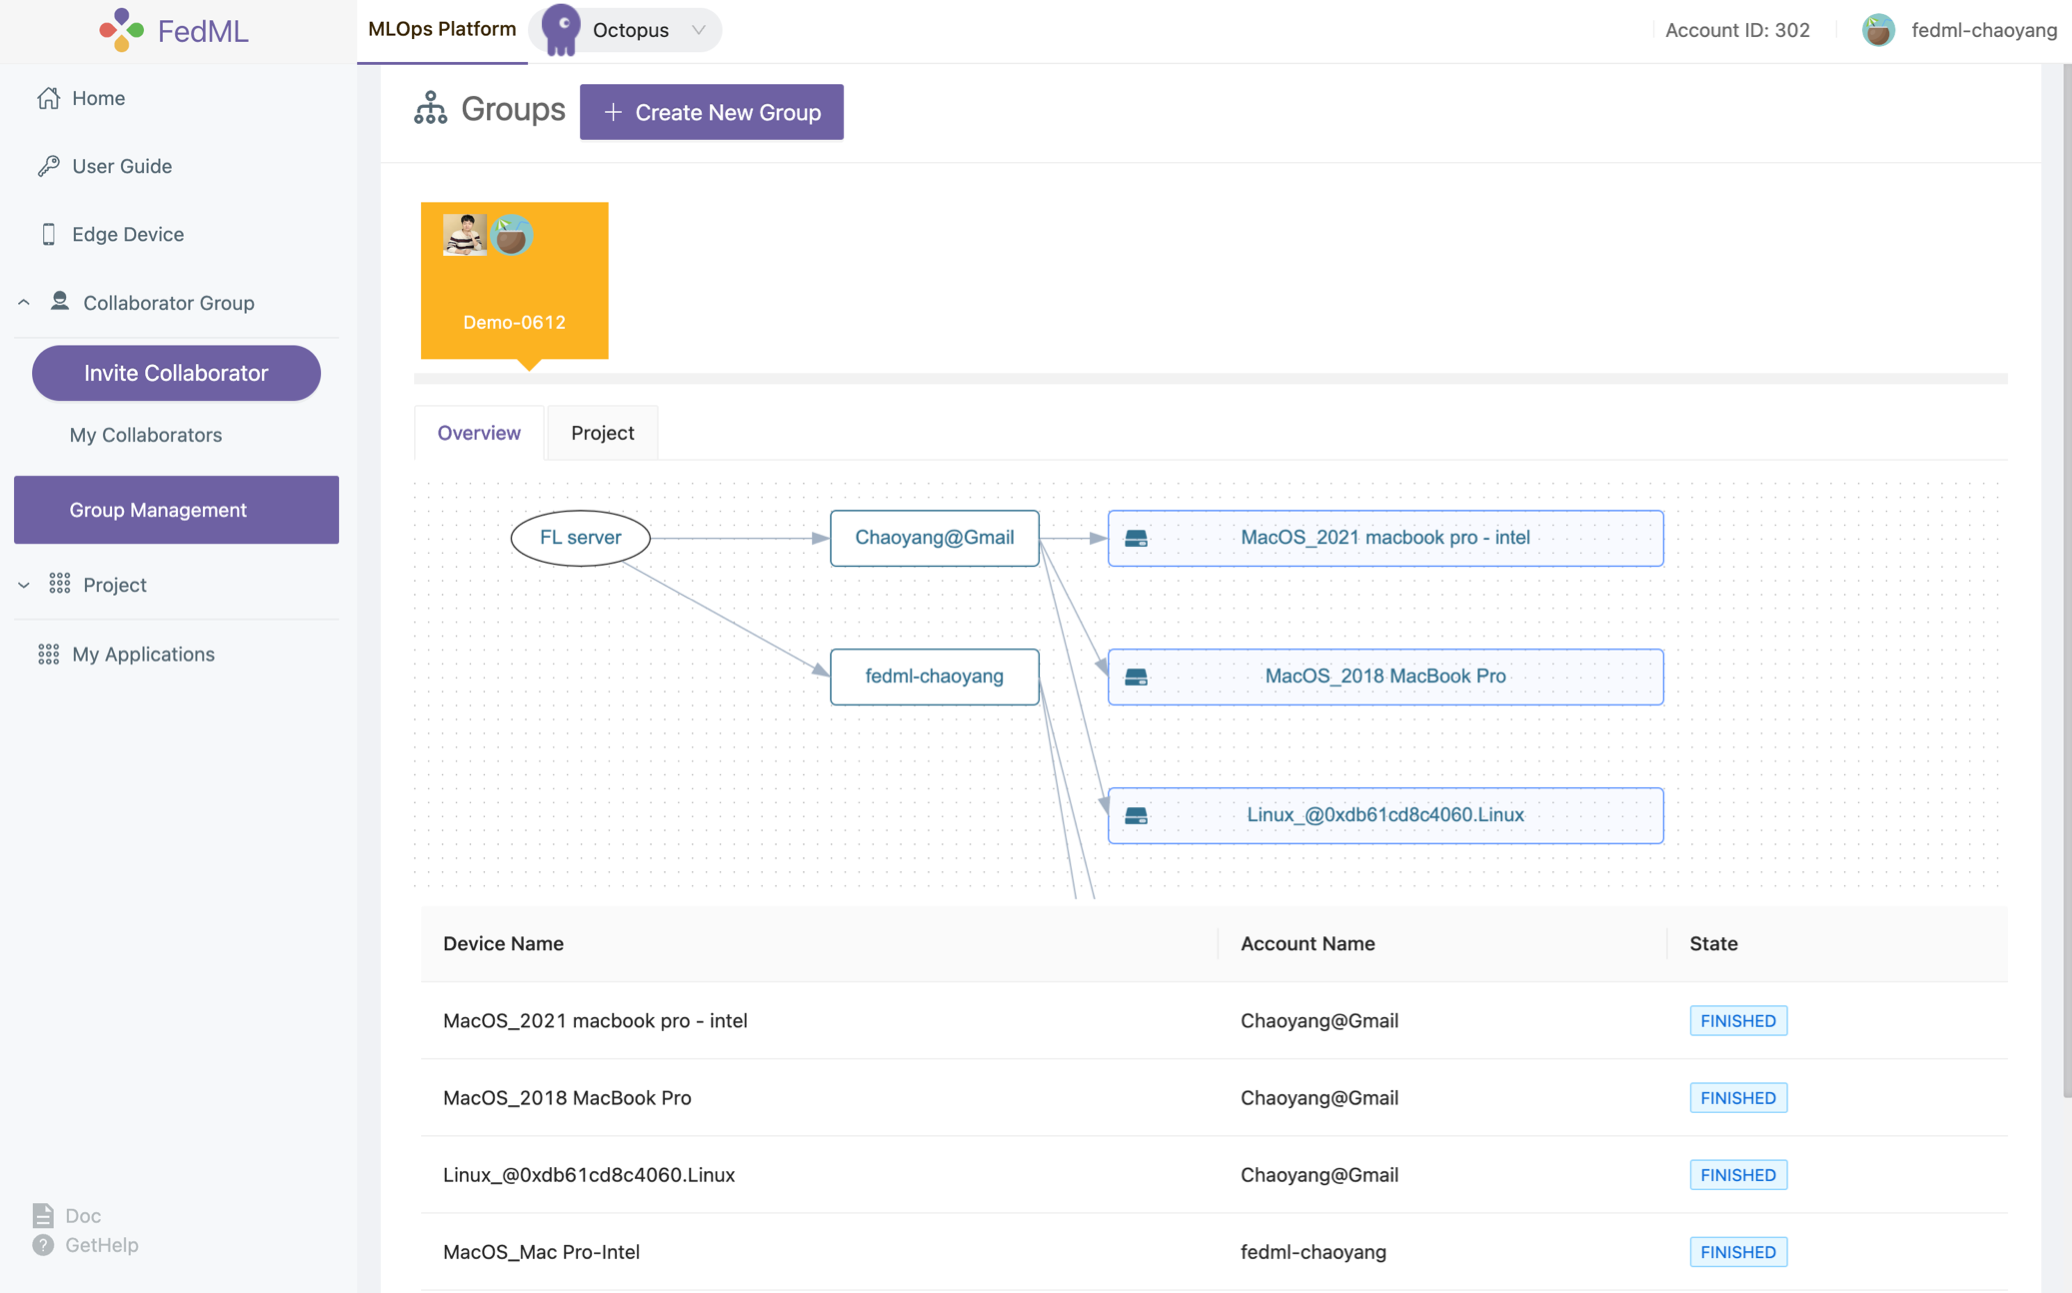 FedML
MLOps Platform
Octopus
Account ID: 302
fedml-chaoyang
Home
User Guide
Edge Device
Collaborator Group
Invite Collaborator
My Collaborators
Group Management
Project
My Applications
Doc
GetHelp
Groups
+ Create New Group
Demo-0612
Overview
Project
FL server
Chaoyang@Gmail
MacOS_2021 macbook pro - intel
fedml-chaoyang
MacOS_2018 MacBook Pro
Linux_@0xdb61cd8c4060.Linux
Device Name Account Name State
MacOS_2021 macbook pro - intel Chaoyang@Gmail FINISHED
MacOS_2018 MacBook Pro Chaoyang@Gmail FINISHED
Linux_@0xdb61cd8c4060.Linux Chaoyang@Gmail FINISHED
MacOS_Mac Pro-Intel fedml-chaoyang FINISHED